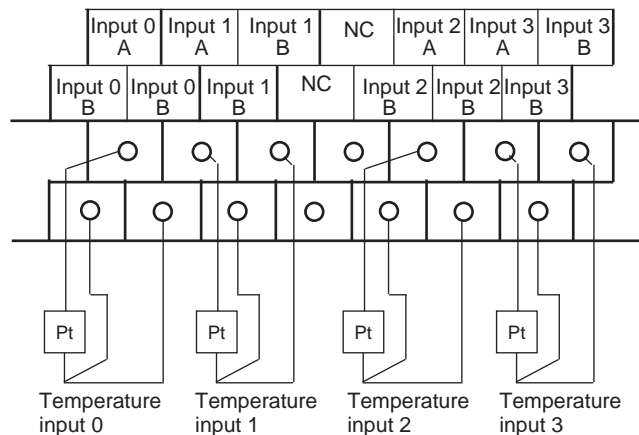 Input 0 A Input 1 A Input 1 B NC Input 2 A Input 3 A Input 3 B
Input 0 B Input 0 B Input 1 B NC Input 2 B Input 2 B Input 3 B
Pt Pt Pt Pt
Temperature input 0 Temperature input 1 Temperature input 2 Temperature input 3